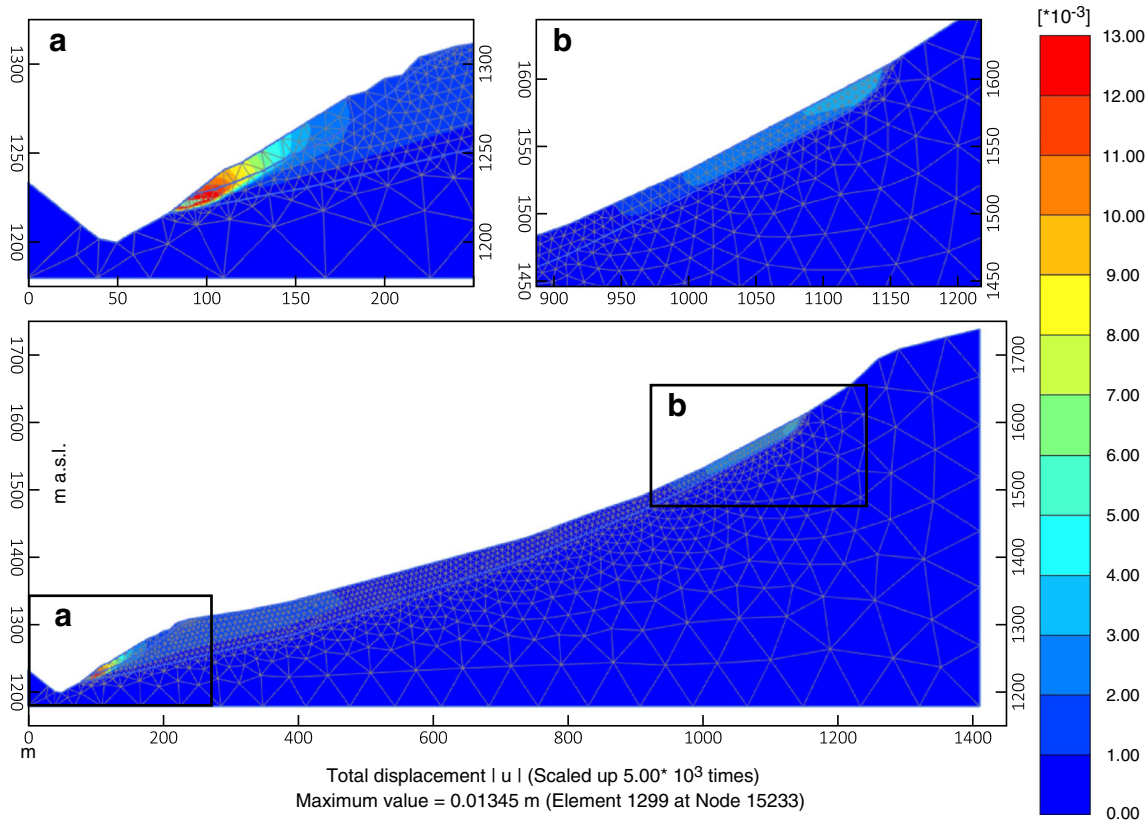 a
1200 1250 1300
1200 1250 1300
0 50 100 150 200
b
1450 1500 1550 1600
1450 1500 1550 1600
900 950 1000 1050 1100 1150 1200
[*10-3]
13.00
12.00
11.00
10.00
9.00
8.00
7.00
6.00
5.00
4.00
3.00
2.00
1.00
0.00
a
b
m a.s.l.
1200 1300 1400 1500 1600 1700
1200 1300 1400 1500 1600 1700
0 200 400 600 800 1000 1200 1400
m
Total displacement | u | (Scaled up 5.00* 10³ times)
Maximum value = 0.01345 m (Element 1299 at Node 15233)